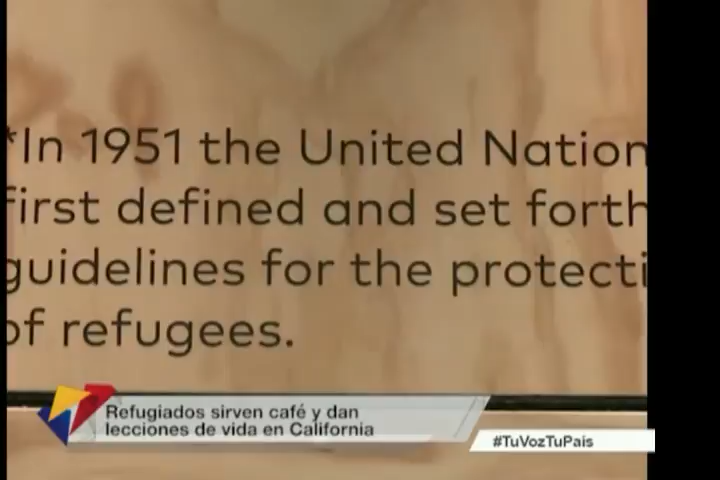 *In 1951 the United Nation
first defined and set forth
guidelines for the protecti
of refugees.
Refugiados sirven café y dan
lecciones de vida en California
#TuVozTuPais